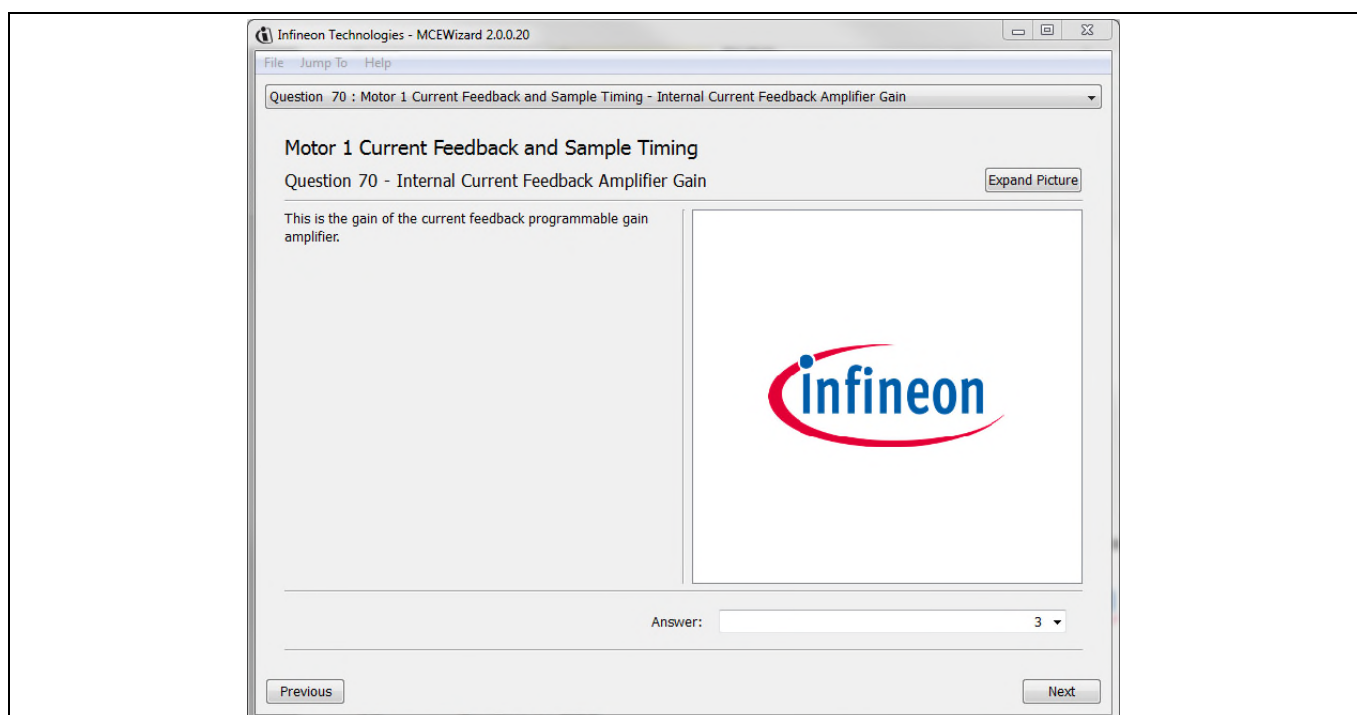 Infineon Technologies - MCEWizard 2.0.0.20
File Jump To Help
Question 70 : Motor 1 Current Feedback and Sample Timing - Internal Current Feedback Amplifier Gain
Motor 1 Current Feedback and Sample Timing
Question 70 - Internal Current Feedback Amplifier Gain
Expand Picture
This is the gain of the current feedback programmable gain
amplifier.
infineon
Answer:
3
Previous
Next